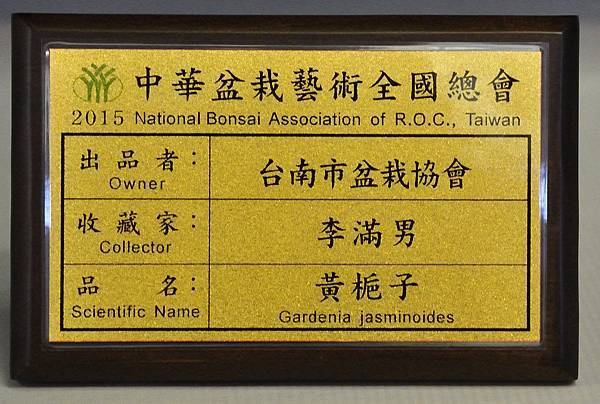 中華盆栽藝術全國總會
2015 National Bonsai Association of R.O.C., Taiwan
出品者： 台南市盆栽協會
Owner
收藏家： 李滿男
Collector
品名： 黃梔子
Scientific Name Gardenia jasminoides